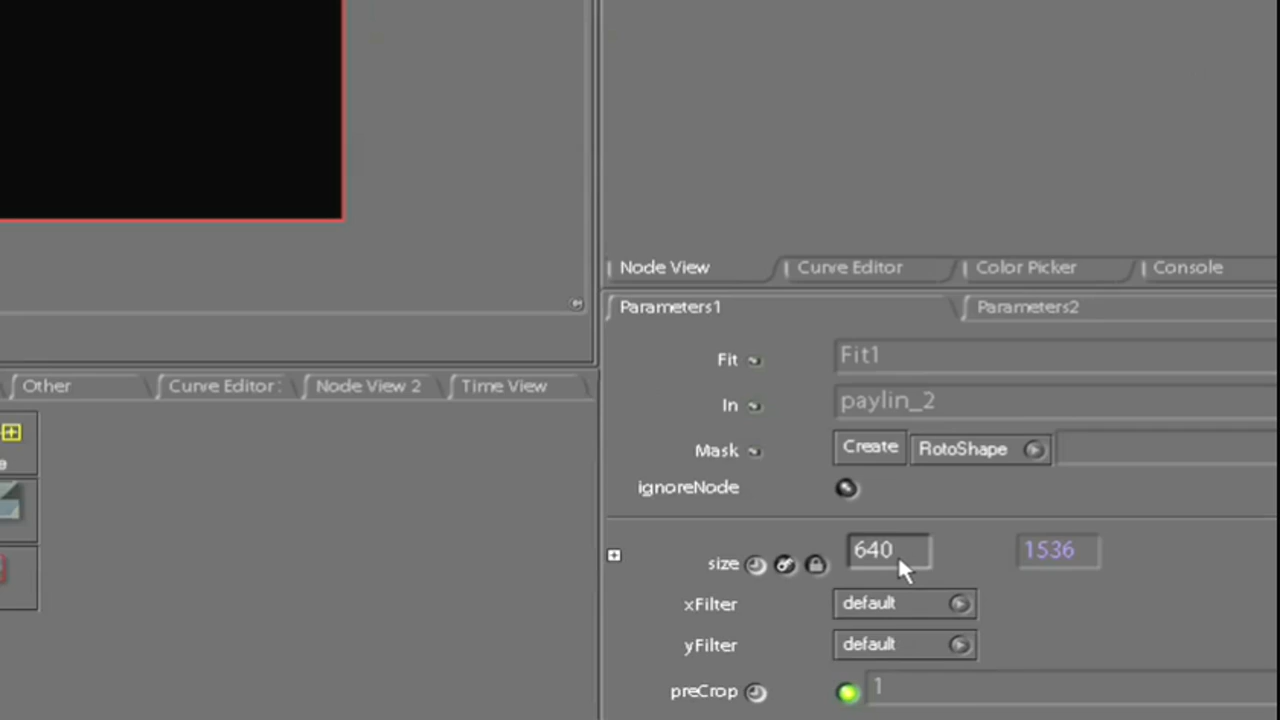 Node View Curve Editor Color Picker Console
Parameters1 Parameters2
Fit Fit1
In paylin_2
Mask Create RotoShape
ignoreNode
size 640 1536
xFilter default
yFilter default
preCrop 1
Other Curve Editor Node View 2 Time View